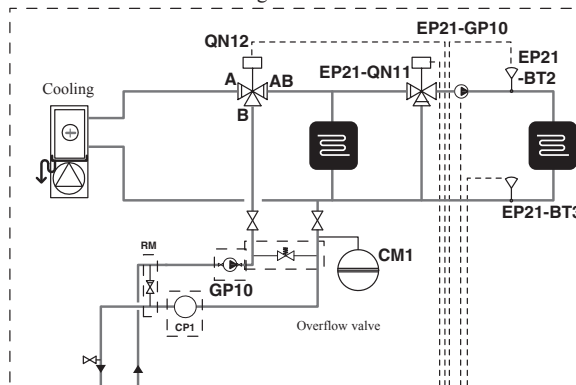 QN12
EP21-GP10
EP21
-BT2
A
AB
EP21-QN11
Cooling
B
EP21-BT3
RM
CM1
GP10
CP1
Overflow valve